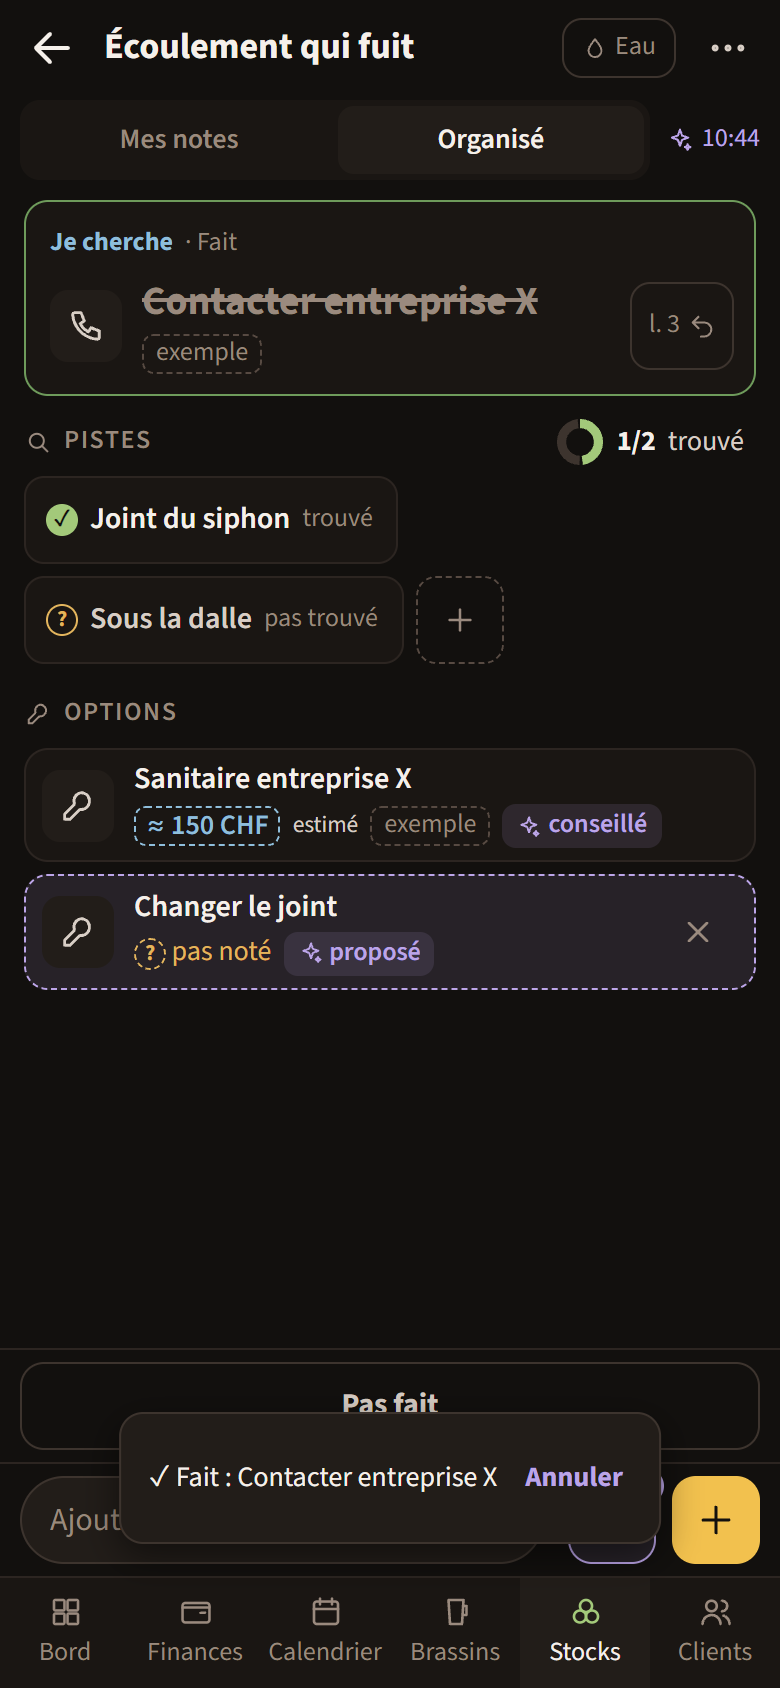 Écoulement qui fuit
Eau
Mes notes
Organisé
10:44
Je cherche · Fait
Contacter entreprise X
exemple
l. 3
PISTES
1/2 trouvé
Joint du siphon trouvé
? Sous la dalle pas trouvé
OPTIONS
Sanitaire entreprise X
≈ 150 CHF estimé exemple conseillé
Changer le joint
? pas noté proposé
Pas fait
✓ Fait : Contacter entreprise X Annuler
Ajout
Bord
Finances
Calendrier
Brassins
Stocks
Clients